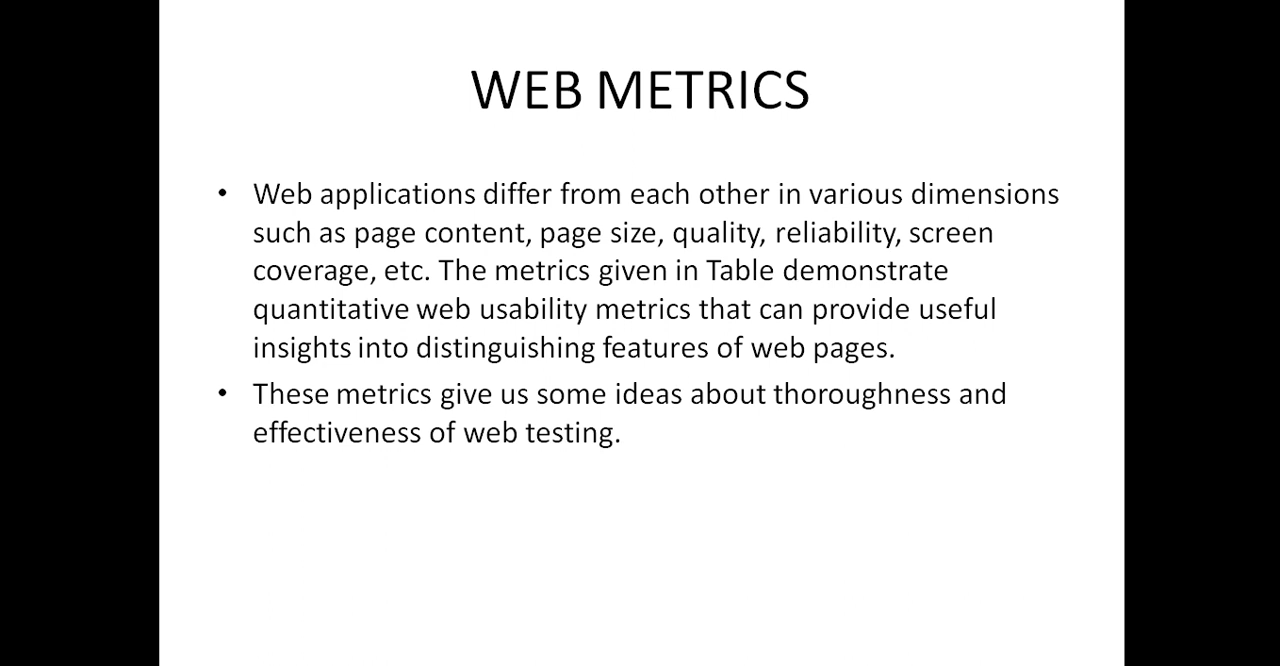 WEB METRICS
• Web applications differ from each other in various dimensions
such as page content, page size, quality, reliability, screen
coverage, etc. The metrics given in Table demonstrate
quantitative web usability metrics that can provide useful
insights into distinguishing features of web pages.
• These metrics give us some ideas about thoroughness and
effectiveness of web testing.